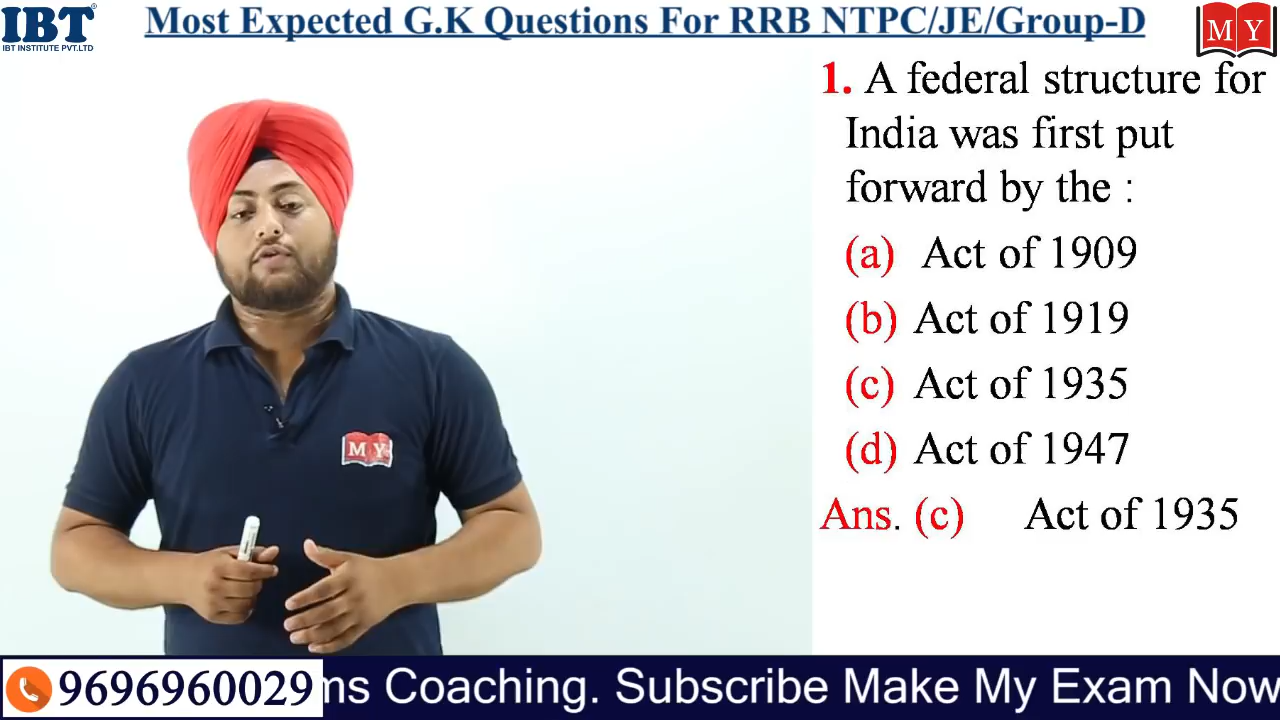 IBT®
IBT INSTITUTE PVT.LTD
Most Expected G.K Questions For RRB NTPC/JE/Group-D
MY
1. A federal structure for
India was first put
forward by the :
(a) Act of 1909
(b) Act of 1919
(c) Act of 1935
(d) Act of 1947
Ans. (c) Act of 1935
M Y
9696960029
ms Coaching. Subscribe Make My Exam Now